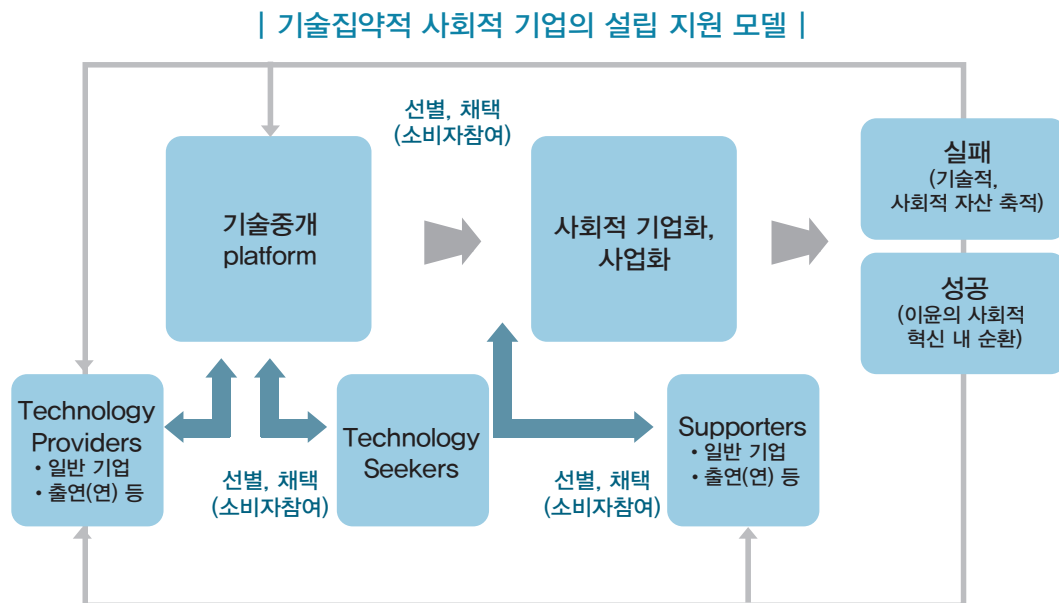 | 기술집약적 사회적 기업의 설립 지원 모델 |
선별, 채택
(소비자참여)
기술중개
platform
사회적 기업화,
사업화
실패
(기술적,
사회적 자산 축적)
성공
(이윤의 사회적
혁신 내 순환)
Technology
Providers
· 일반 기업
· 출연(연) 등
선별, 채택
(소비자참여)
Technology
Seekers
선별, 채택
(소비자참여)
Supporters
· 일반 기업
· 출연(연) 등